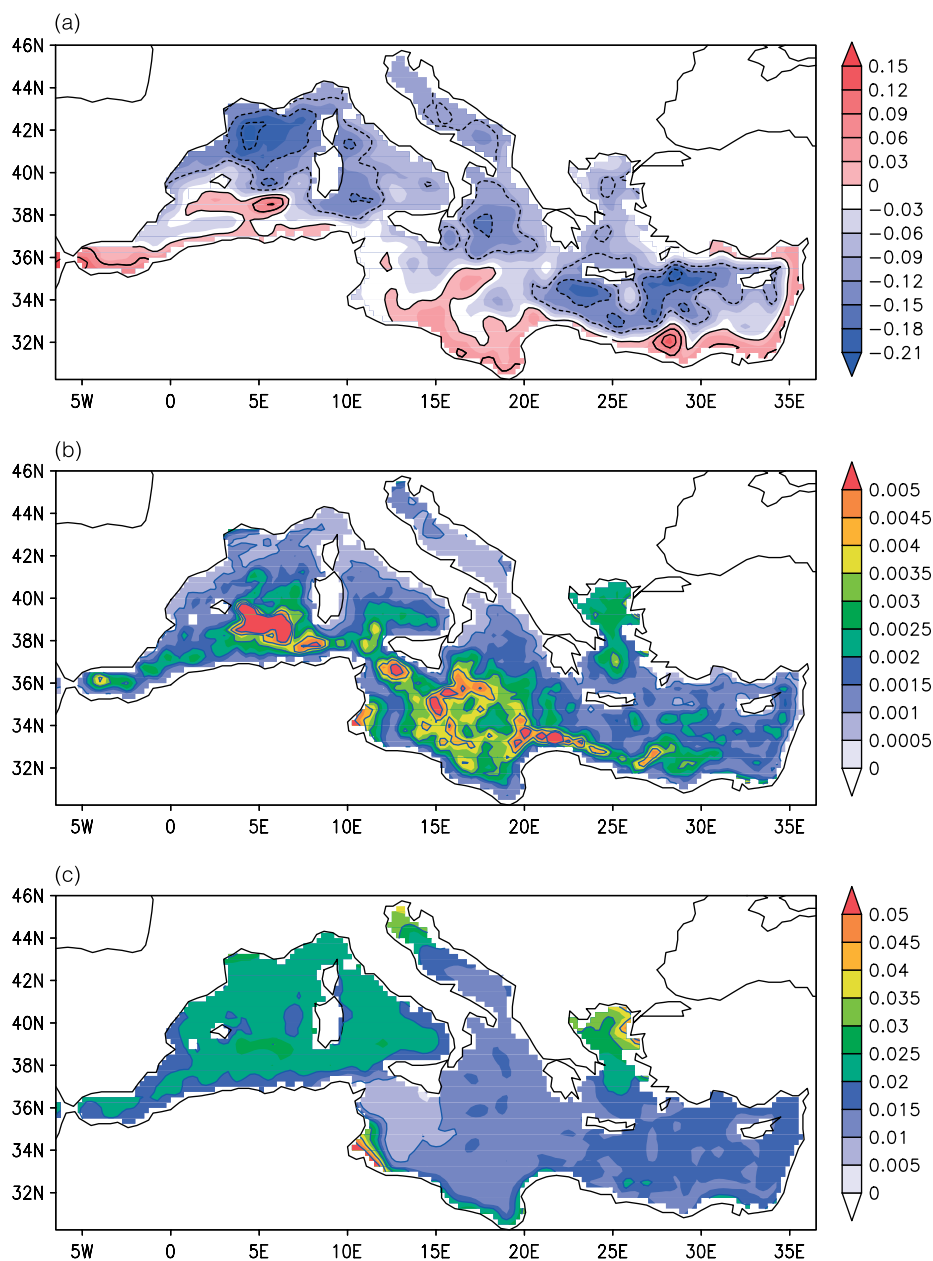 (a)
46N
44N
42N
40N
38N
36N
34N
32N
5W 0 5E 10E 15E 20E 25E 30E 35E
0.15
0.12
0.09
0.06
0.03
0
−0.03
−0.06
−0.09
−0.12
−0.15
−0.18
−0.21
(b)
46N
44N
42N
40N
38N
36N
34N
32N
5W 0 5E 10E 15E 20E 25E 30E 35E
0.005
0.0045
0.004
0.0035
0.003
0.0025
0.002
0.0015
0.001
0.0005
0
(c)
46N
44N
42N
40N
38N
36N
34N
32N
5W 0 5E 10E 15E 20E 25E 30E 35E
0.05
0.045
0.04
0.035
0.03
0.025
0.02
0.015
0.01
0.005
0